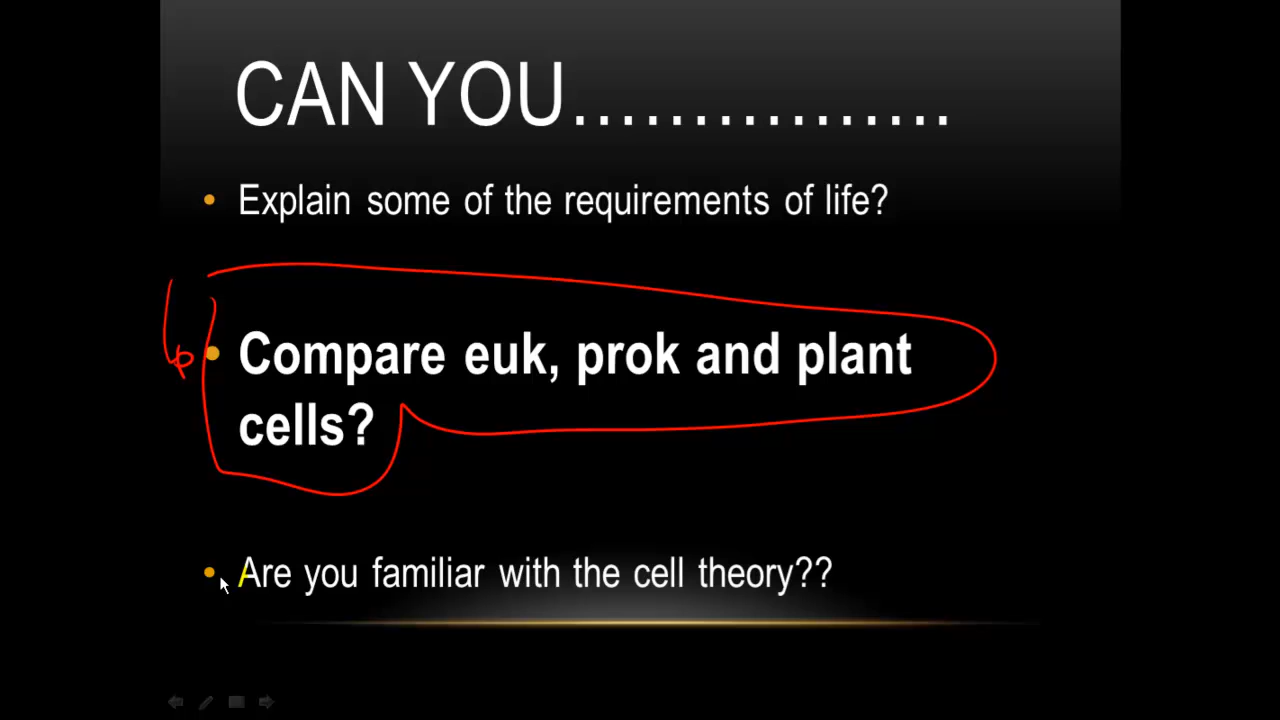 CAN YOU................
• Explain some of the requirements of life?
• Compare euk, prok and plant
cells?
• Are you familiar with the cell theory??